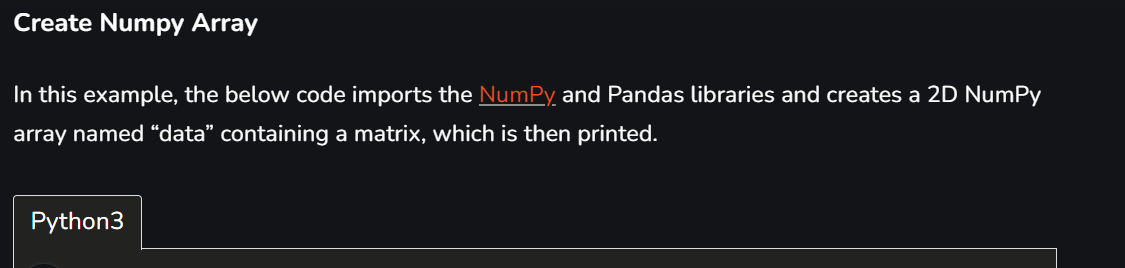 Create Numpy Array
In this example, the below code imports the NumPy and Pandas libraries and creates a 2D NumPy
array named “data” containing a matrix, which is then printed.
Python3